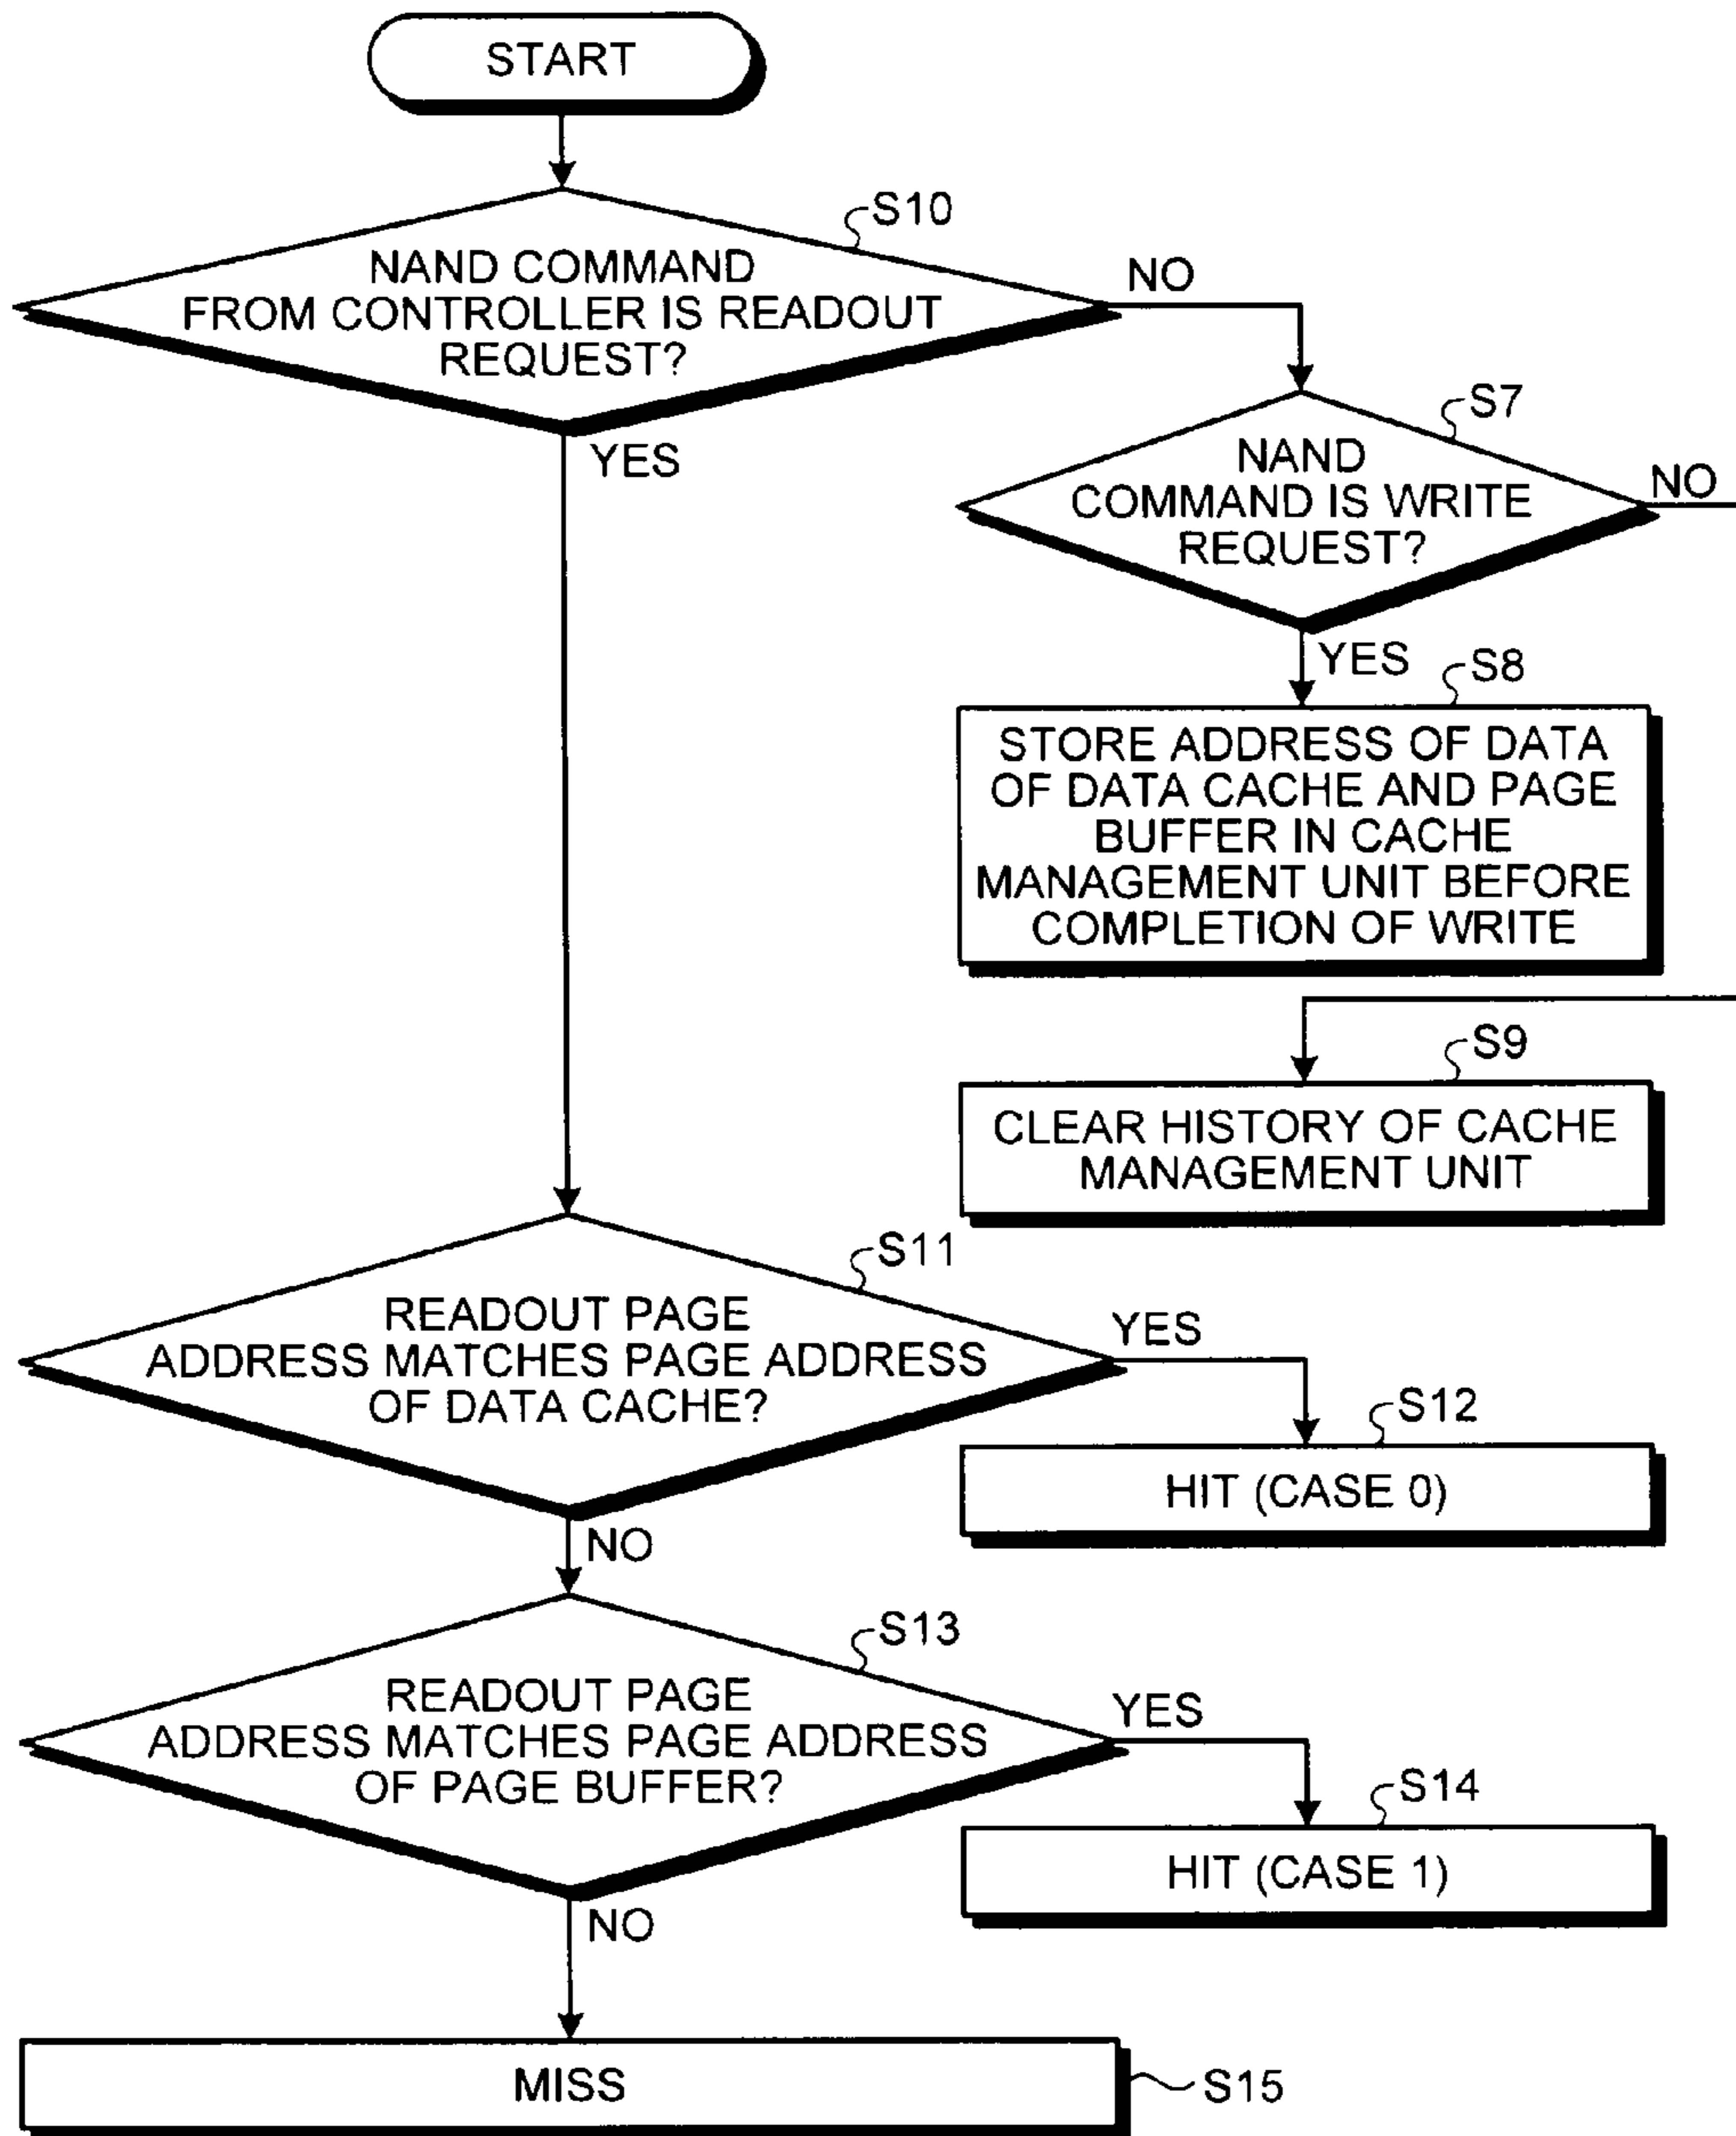 START
S10
NAND COMMAND
FROM CONTROLLER IS READOUT
REQUEST?
NO
YES
S7
NAND
COMMAND IS WRITE
REQUEST?
NO
YES
S8
STORE ADDRESS OF DATA
OF DATA CACHE AND PAGE
BUFFER IN CACHE
MANAGEMENT UNIT BEFORE
COMPLETION OF WRITE
S9
CLEAR HISTORY OF CACHE
MANAGEMENT UNIT
S11
READOUT PAGE
ADDRESS MATCHES PAGE ADDRESS
OF DATA CACHE?
YES
S12
HIT (CASE 0)
NO
S13
READOUT PAGE
ADDRESS MATCHES PAGE ADDRESS
OF PAGE BUFFER?
YES
S14
HIT (CASE 1)
NO
MISS
S15